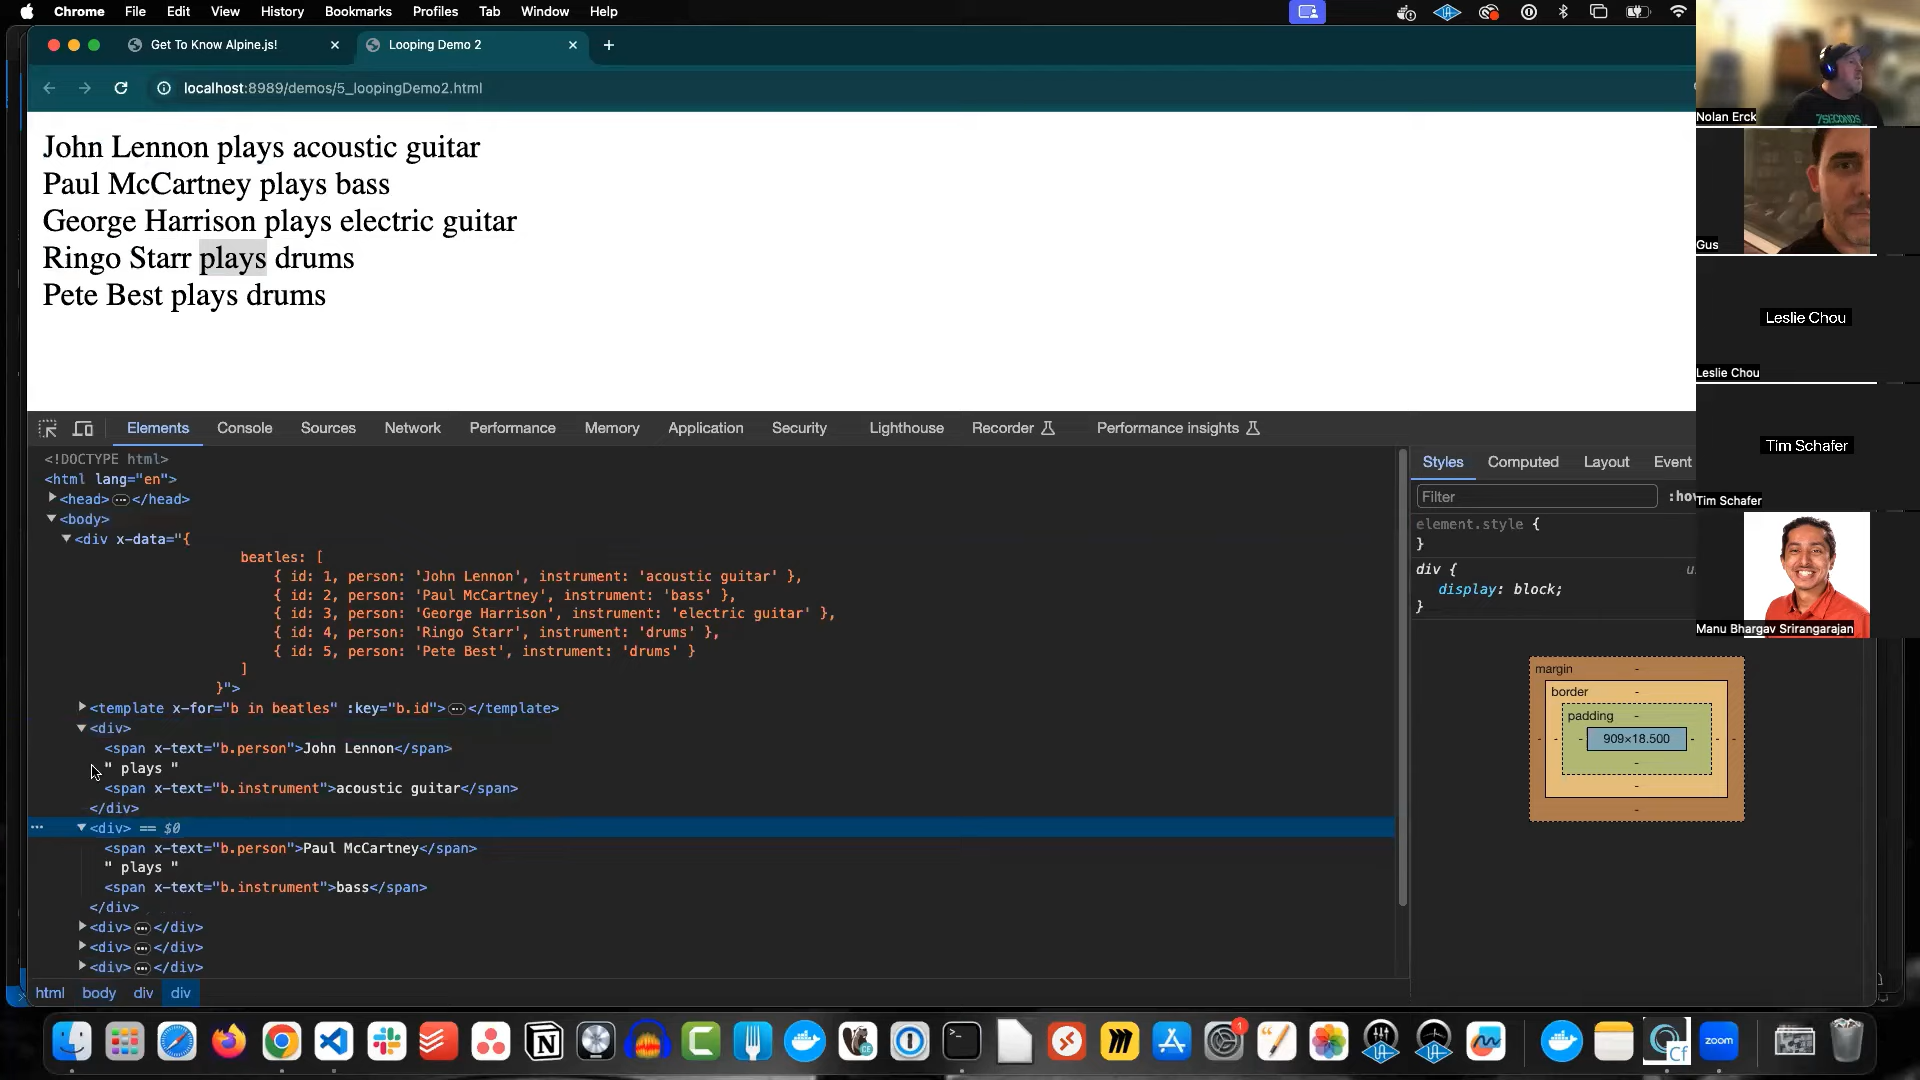 Chrome File Edit View History Bookmarks Profiles Tab Window Help
Get To Know Alpine.js!
Looping Demo 2
localhost:8989/demos/5_loopingDemo2.html
John Lennon plays acoustic guitar
Paul McCartney plays bass
George Harrison plays electric guitar
Ringo Starr plays drums
Pete Best plays drums
Elements Console Sources Network Performance Memory Application Security Lighthouse Recorder Performance insights
<!DOCTYPE html>
<html lang="en">
<head>…</head>
<body>
<div x-data="{
beatles: [
{ id: 1, person: 'John Lennon', instrument: 'acoustic guitar' },
{ id: 2, person: 'Paul McCartney', instrument: 'bass' },
{ id: 3, person: 'George Harrison', instrument: 'electric guitar' },
{ id: 4, person: 'Ringo Starr', instrument: 'drums' },
{ id: 5, person: 'Pete Best', instrument: 'drums' }
]
}">
<template x-for="b in beatles" :key="b.id">…</template>
<div>
<span x-text="b.person">John Lennon</span>
" plays "
<span x-text="b.instrument">acoustic guitar</span>
</div>
… <div> == $0
<span x-text="b.person">Paul McCartney</span>
" plays "
<span x-text="b.instrument">bass</span>
</div>
<div>…</div>
<div>…</div>
<div>…</div>
html body div div
Styles Computed Layout Event
Filter
:hov
element.style {
}
div {
display: block;
}
margin -
border -
padding -
909×18.500
7SECONDS
Nolan Erck
Gus
Leslie Chou
Leslie Chou
Tim Schafer
Tim Schafer
Manu Bhargav Srirangarajan
1
Cf
zoom